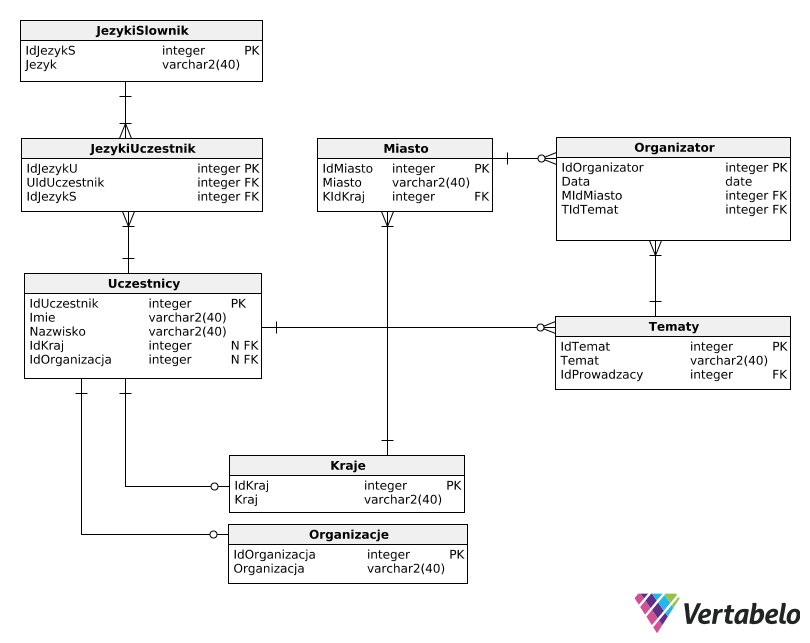 JezykiSlownik
IdJezykS integer PK
Jezyk varchar2(40)
JezykiUczestnik
IdJezykU integer PK
UIdUczestnik integer FK
IdJezykS integer FK
Miasto
IdMiasto integer PK
Miasto varchar2(40)
KIdKraj integer FK
Organizator
IdOrganizator integer PK
Data date
MIdMiasto integer FK
TIdTemat integer FK
Uczestnicy
IdUczestnik integer PK
Imie varchar2(40)
Nazwisko varchar2(40)
IdKraj integer N FK
IdOrganizacja integer N FK
Tematy
IdTemat integer PK
Temat varchar2(40)
IdProwadzacy integer FK
Kraje
IdKraj integer PK
Kraj varchar2(40)
Organizacje
IdOrganizacja integer PK
Organizacja varchar2(40)
Vertabelo